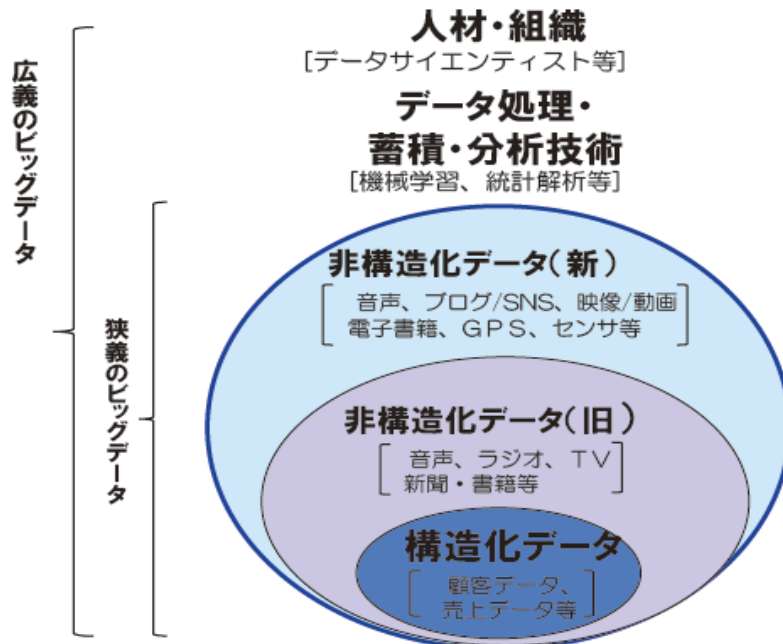 人材・組織
[データサイエンティスト等]
データ処理・
蓄積・分析技術
[機械学習、統計解析等]
広義のビッグデータ
狭義のビッグデータ
非構造化データ(新)
音声、ブログ/SNS、映像/動画
電子書籍、GPS、センサ等
非構造化データ(旧)
音声、ラジオ、TV
新聞・書籍等
構造化データ
顧客データ、
売上データ等